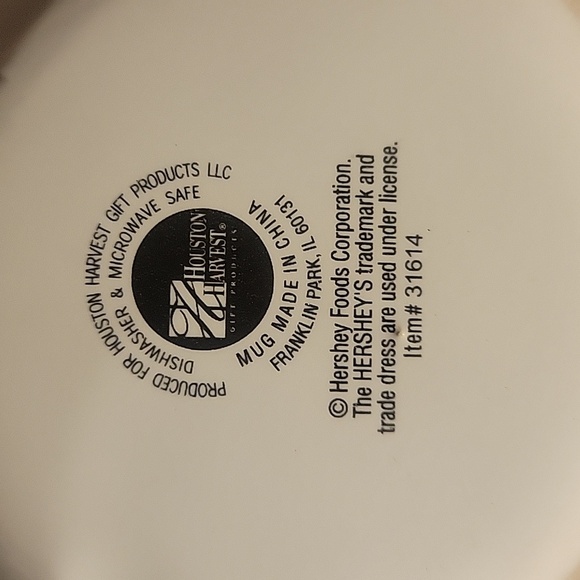 PRODUCED FOR HOUSTON HARVEST GIFT PRODUCTS LLC
DISHWASHER & MICROWAVE SAFE
HOUSTON
HARVEST®
GIFT PRODUCTS
MUG MADE IN CHINA
FRANKLIN PARK, IL 60131
© Hershey Foods Corporation.
The HERSHEY'S trademark and
trade dress are used under license.
Item# 31614